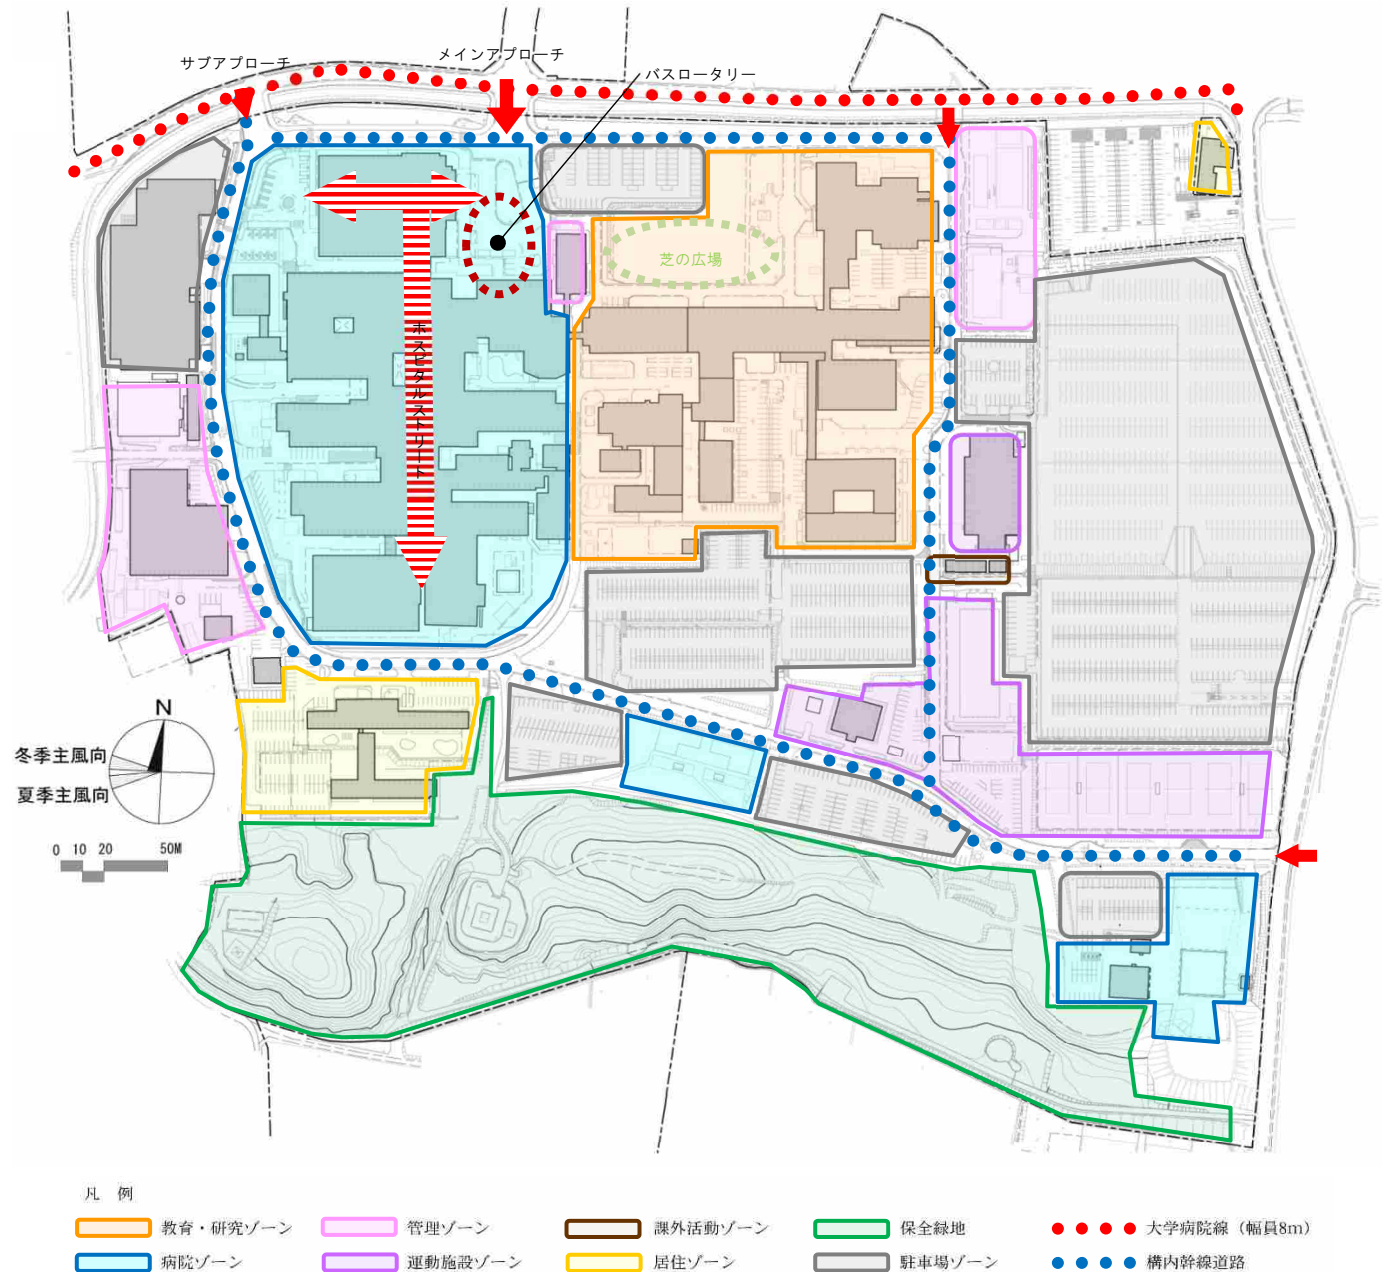 メインアプローチ
サブアプローチ
バスロータリー
芝の広場
ホスピタルストリート
N
冬季主風向
夏季主風向
0 10 20 50M
凡 例
教育・研究ゾーン
管理ゾーン
課外活動ゾーン
保全緑地
大学病院線（幅員8m）
病院ゾーン
運動施設ゾーン
居住ゾーン
駐車場ゾーン
構内幹線道路